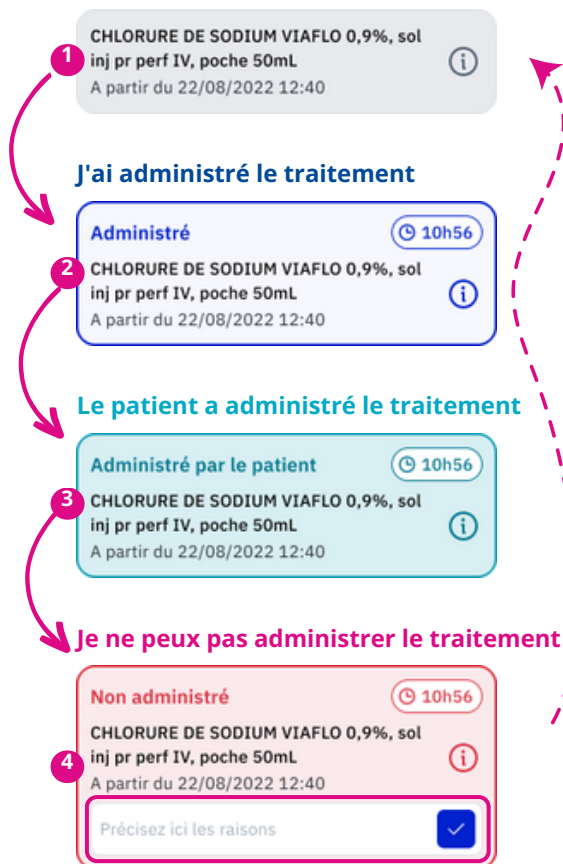 CHLORURE DE SODIUM VIAFLO 0,9%, sol
1 inj pr perf IV, poche 50mL
A partir du 22/08/2022 12:40
J'ai administré le traitement
Administré 10h56
2 CHLORURE DE SODIUM VIAFLO 0,9%, sol
inj pr perf IV, poche 50mL
A partir du 22/08/2022 12:40
Le patient a administré le traitement
Administré par le patient 10h56
3 CHLORURE DE SODIUM VIAFLO 0,9%, sol
inj pr perf IV, poche 50mL
A partir du 22/08/2022 12:40
Je ne peux pas administrer le traitement
Non administré 10h56
CHLORURE DE SODIUM VIAFLO 0,9%, sol
4 inj pr perf IV, poche 50mL
A partir du 22/08/2022 12:40
Précisez ici les raisons